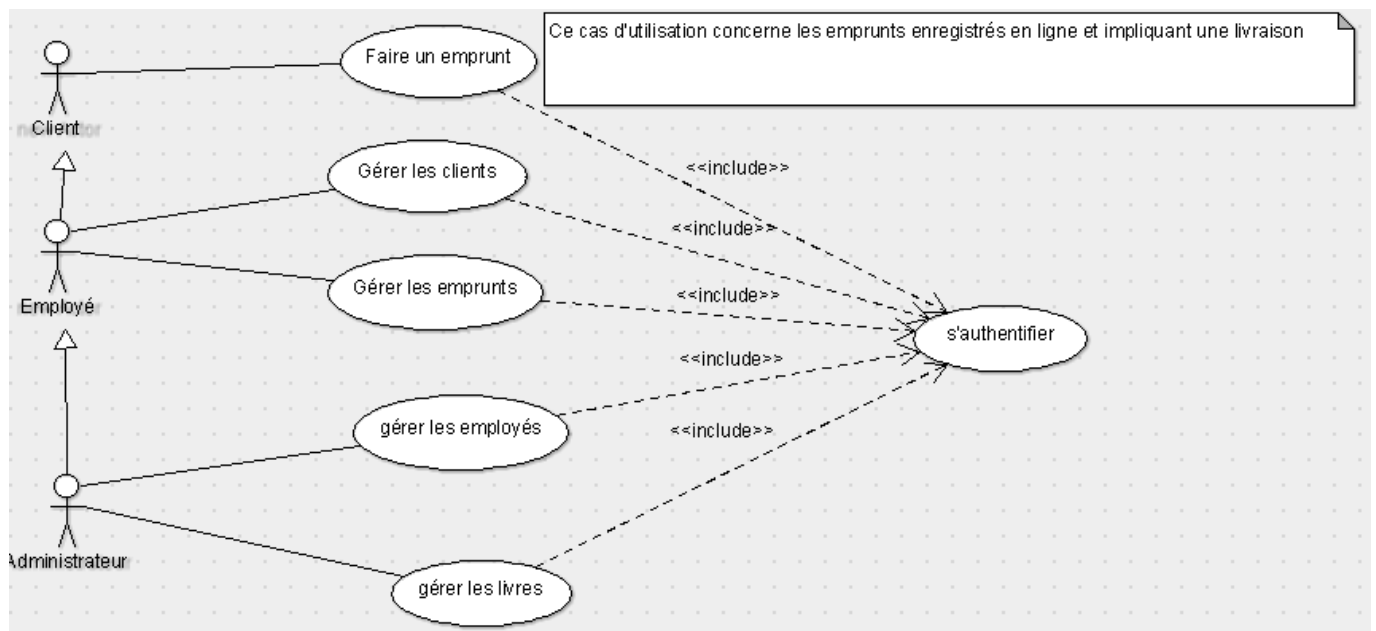 Faire un emprunt
Ce cas d'utilisation concerne les emprunts enregistrés en ligne et impliquant une livraison
Client
Gérer les clients
<<include>>
<<include>>
Gérer les emprunts
<<include>>
Employé
s'authentifier
<<include>>
gérer les employés
<<include>>
Administrateur
gérer les livres